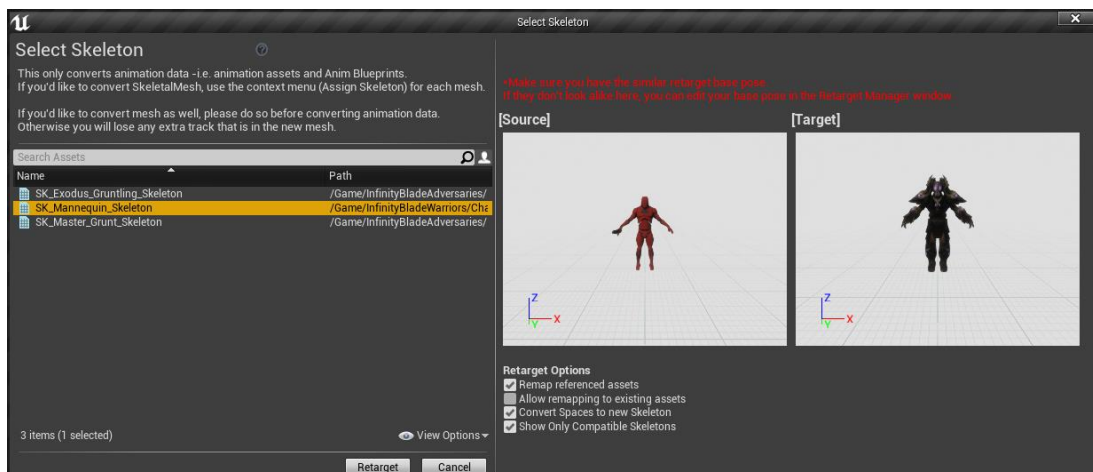 Select Skeleton
Select Skeleton
This only converts animation data -i.e. animation assets and Anim Blueprints.
If you'd like to convert SkeletalMesh, use the context menu (Assign Skeleton) for each mesh.
If you'd like to convert mesh as well, please do so before converting animation data.
Otherwise you will lose any extra track that is in the new mesh.
Search Assets
Name Path
SK_Exodus_Gruntling_Skeleton /Game/InfinityBladeAdversaries/
SK_Mannequin_Skeleton /Game/InfinityBladeWarriors/Cha
SK_Master_Grunt_Skeleton /Game/InfinityBladeAdversaries/
3 items (1 selected) View Options
Retarget Cancel
*Make sure you have the similar retarget base pose.
If they don't look alike here, you can edit your base pose in the Retarget Manager window.
[Source] [Target]
Z X Y
Z X Y
Retarget Options
Remap referenced assets
Allow remapping to existing assets
Convert Spaces to new Skeleton
Show Only Compatible Skeletons